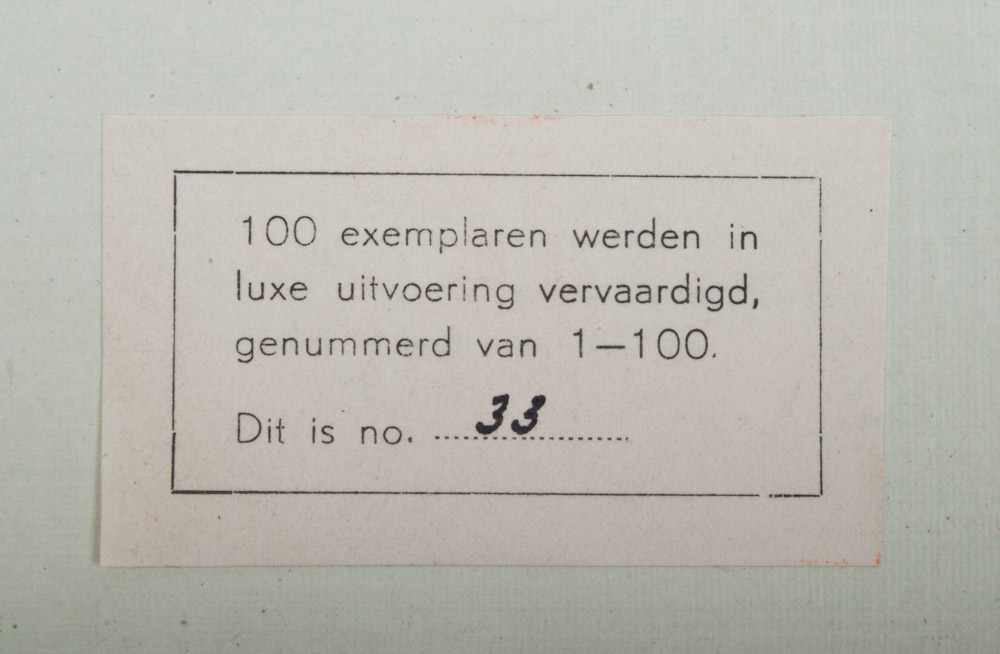 100 exemplaren werden in
luxe uitvoering vervaardigd,
genummerd van 1—100.
Dit is no. 33